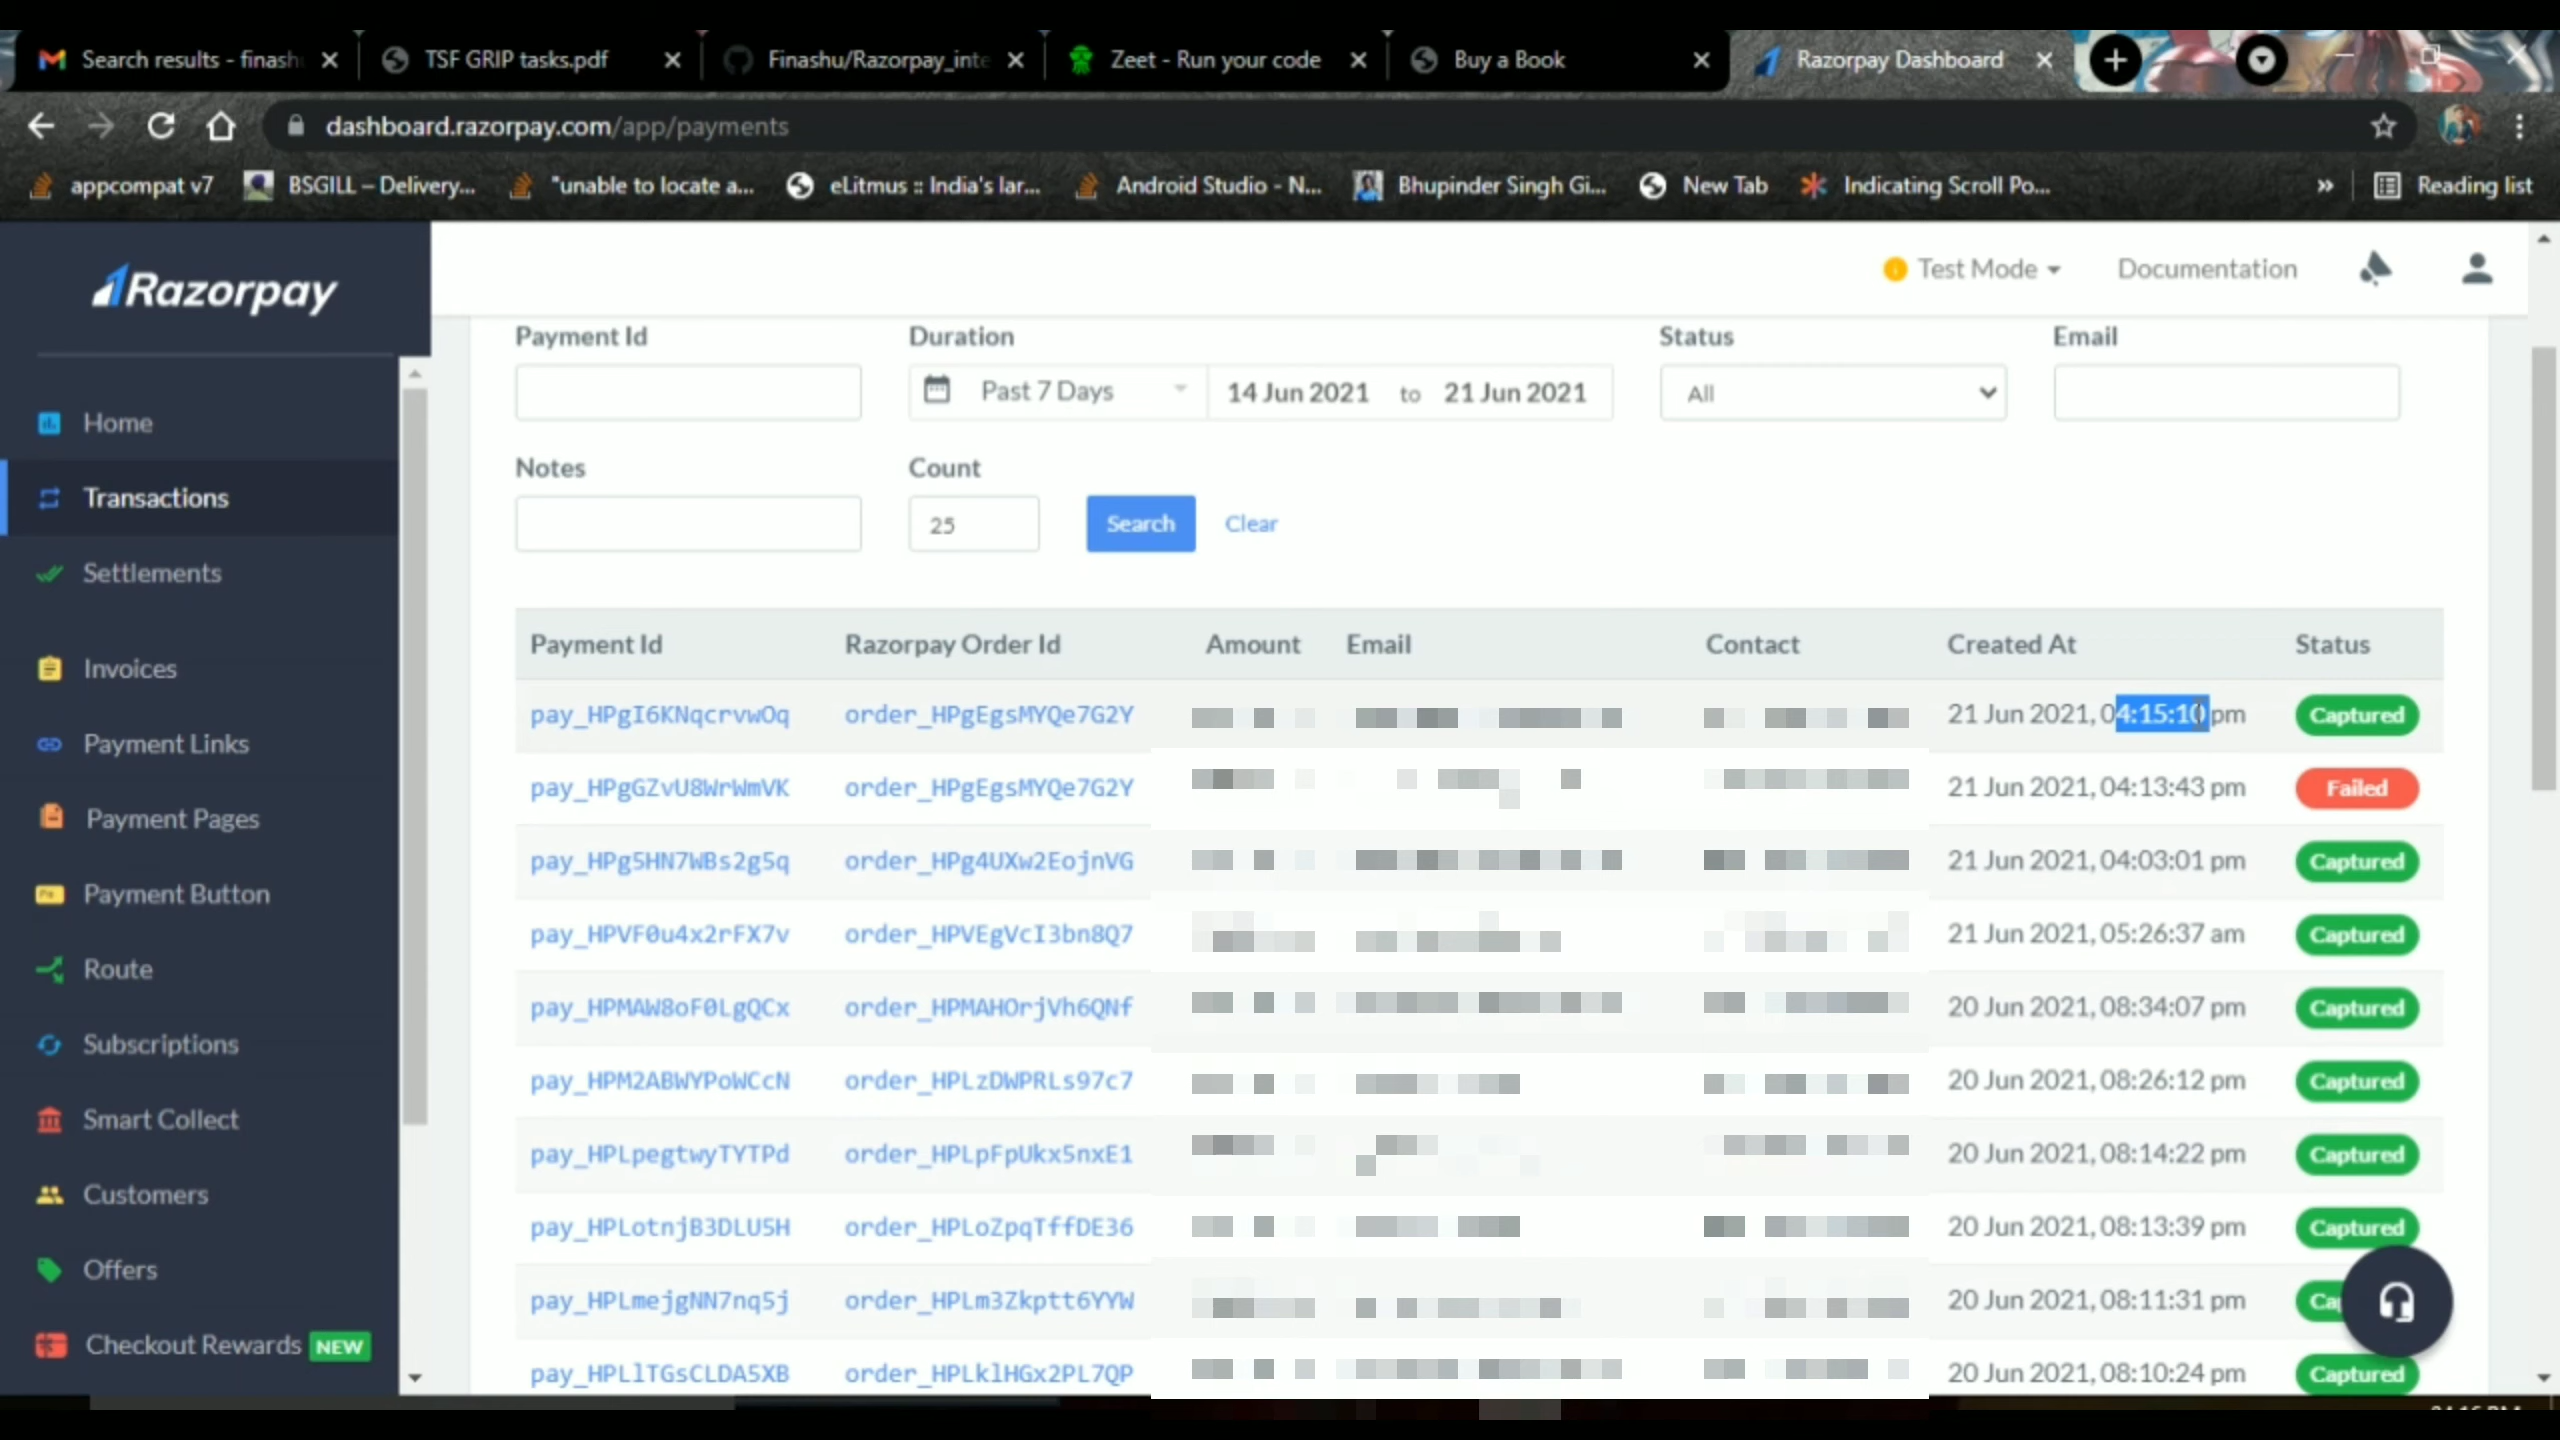 Search results - finash
TSF GRIP tasks.pdf
Finashu/Razorpay_inte
Zeet - Run your code
Buy a Book
Razorpay Dashboard
dashboard.razorpay.com/app/payments
appcompat v7
BSGILL – Delivery...
"unable to locate a...
eLitmus :: India's lar...
Android Studio - N...
Bhupinder Singh Gi...
New Tab
Indicating Scroll Po...
»
Reading list
Razorpay
Test Mode
Documentation
Home
Transactions
Settlements
Invoices
Payment Links
Payment Pages
Payment Button
Route
Subscriptions
Smart Collect
Customers
Offers
Checkout Rewards NEW
Payment Id
Duration
Status
Email
Past 7 Days
14 Jun 2021 to 21 Jun 2021
All
Notes
Count
25
Search
Clear
Payment Id Razorpay Order Id Amount Email Contact Created At Status
pay_HPgI6KNqcrvwOq order_HPgEgsMYQe7G2Y 21 Jun 2021, 04:15:10 pm Captured
pay_HPgGZvU8WrWmVK order_HPgEgsMYQe7G2Y 21 Jun 2021, 04:13:43 pm Failed
pay_HPg5HN7WBs2g5q order_HPg4UXw2EojnVG 21 Jun 2021, 04:03:01 pm Captured
pay_HPVF0u4x2rFX7v order_HPVEgVcI3bn8Q7 21 Jun 2021, 05:26:37 am Captured
pay_HPMAW8oF0LgQCx order_HPMAHOrjVh6QNf 20 Jun 2021, 08:34:07 pm Captured
pay_HPM2ABWYPoWCcN order_HPLzDWPRLs97c7 20 Jun 2021, 08:26:12 pm Captured
pay_HPLpegtwyTYTPd order_HPLpFpUkx5nxE1 20 Jun 2021, 08:14:22 pm Captured
pay_HPLotnjB3DLU5H order_HPLoZpqTffDE36 20 Jun 2021, 08:13:39 pm Captured
pay_HPLmejgNN7nq5j order_HPLm3Zkptt6YYW 20 Jun 2021, 08:11:31 pm Ca
pay_HPLlTGsCLDA5XB order_HPLklHGx2PL7QP 20 Jun 2021, 08:10:24 pm Captured